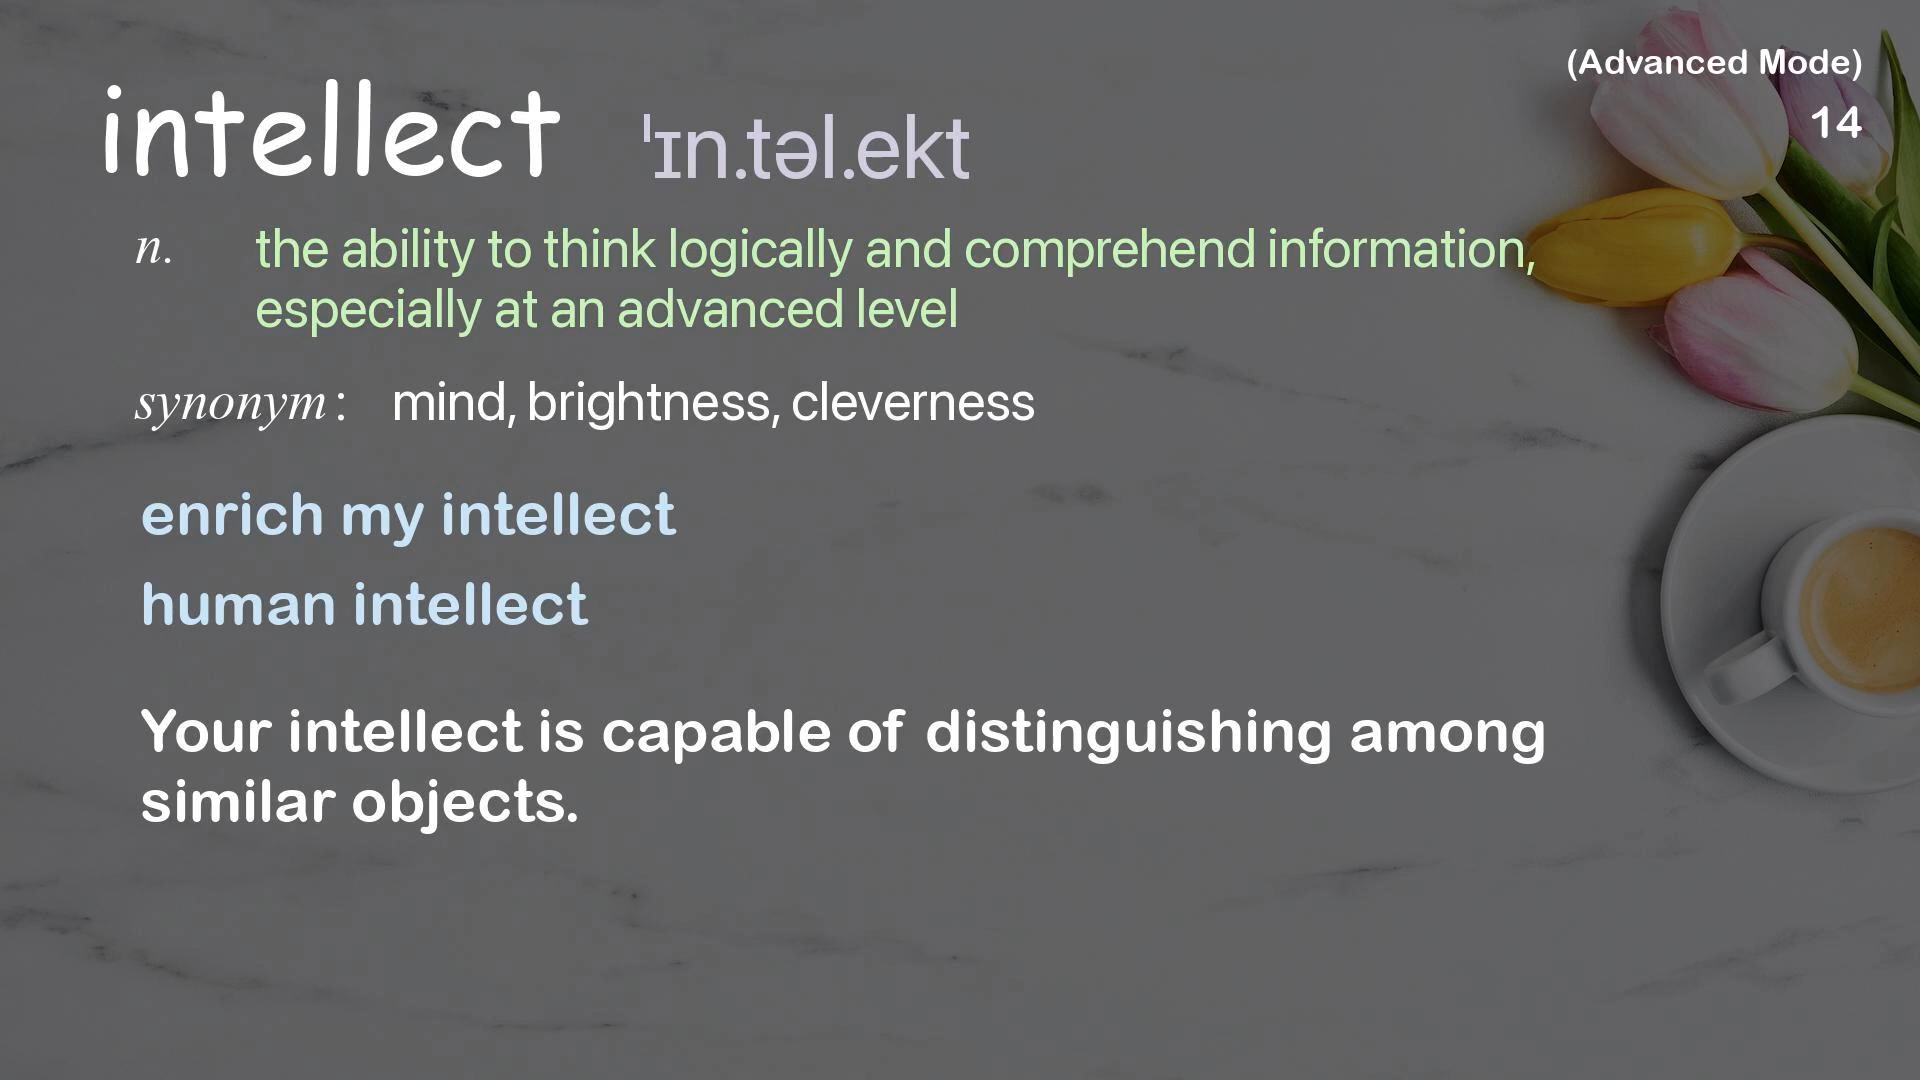 (Advanced Mode)
14
intellect ˈɪn.təl.ekt
n. the ability to think logically and comprehend information,
especially at an advanced level
synonym : mind, brightness, cleverness
enrich my intellect
human intellect
Your intellect is capable of distinguishing among
similar objects.